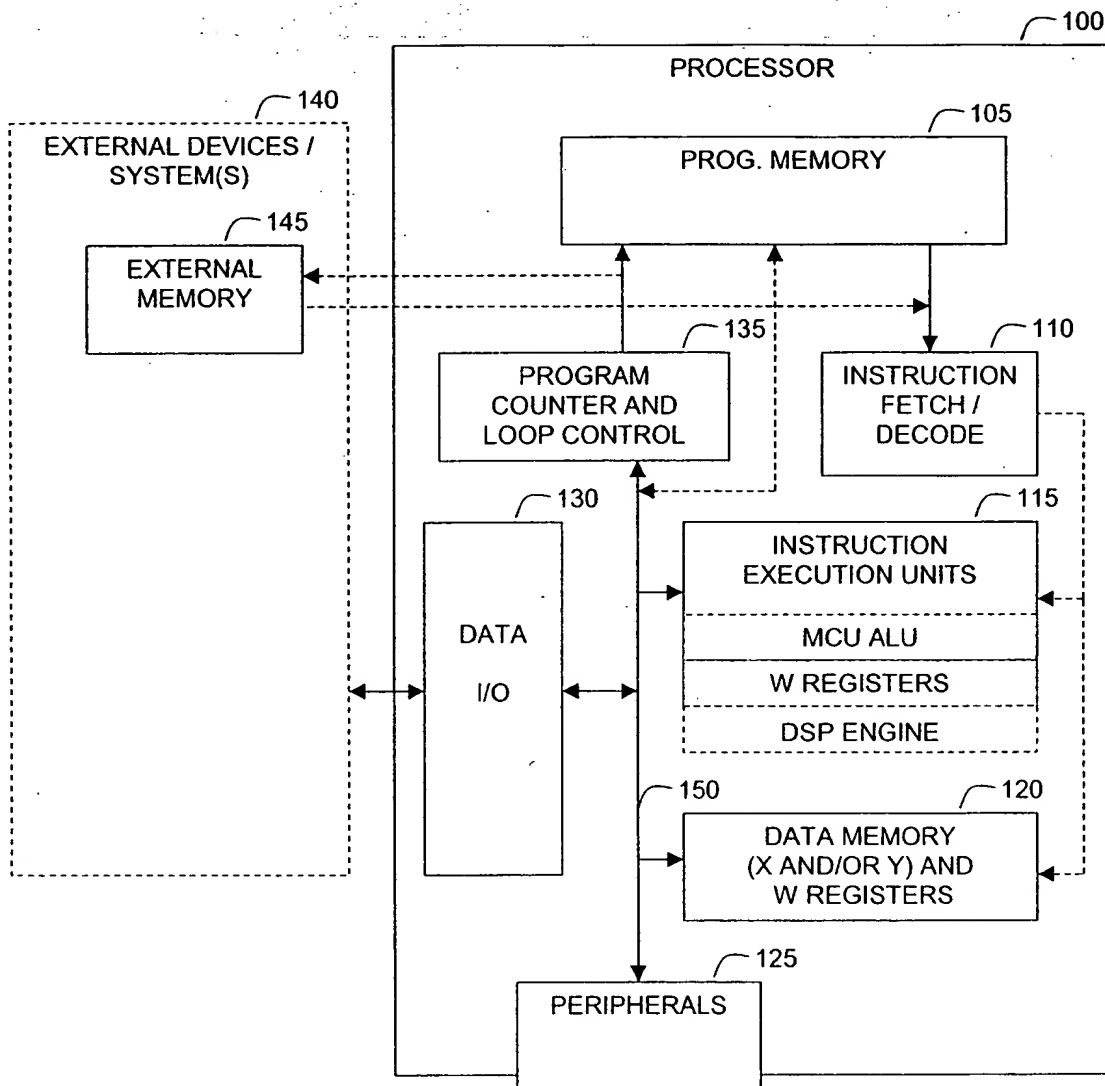 100
PROCESSOR
140
EXTERNAL DEVICES /
SYSTEM(S)
105
PROG. MEMORY
145
EXTERNAL
MEMORY
135
PROGRAM
COUNTER AND
LOOP CONTROL
110
INSTRUCTION
FETCH /
DECODE
130
DATA
I/O
115
INSTRUCTION
EXECUTION UNITS
MCU ALU
W REGISTERS
DSP ENGINE
150
120
DATA MEMORY
(X AND/OR Y) AND
W REGISTERS
125
PERIPHERALS